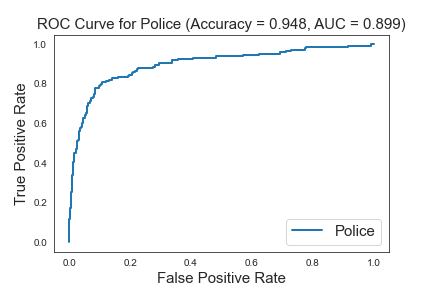 ROC Curve for Police (Accuracy = 0.948, AUC = 0.899)
True Positive Rate
1.0
0.8
0.6
0.4
0.2
0.0
Police
0.0 0.2 0.4 0.6 0.8 1.0
False Positive Rate